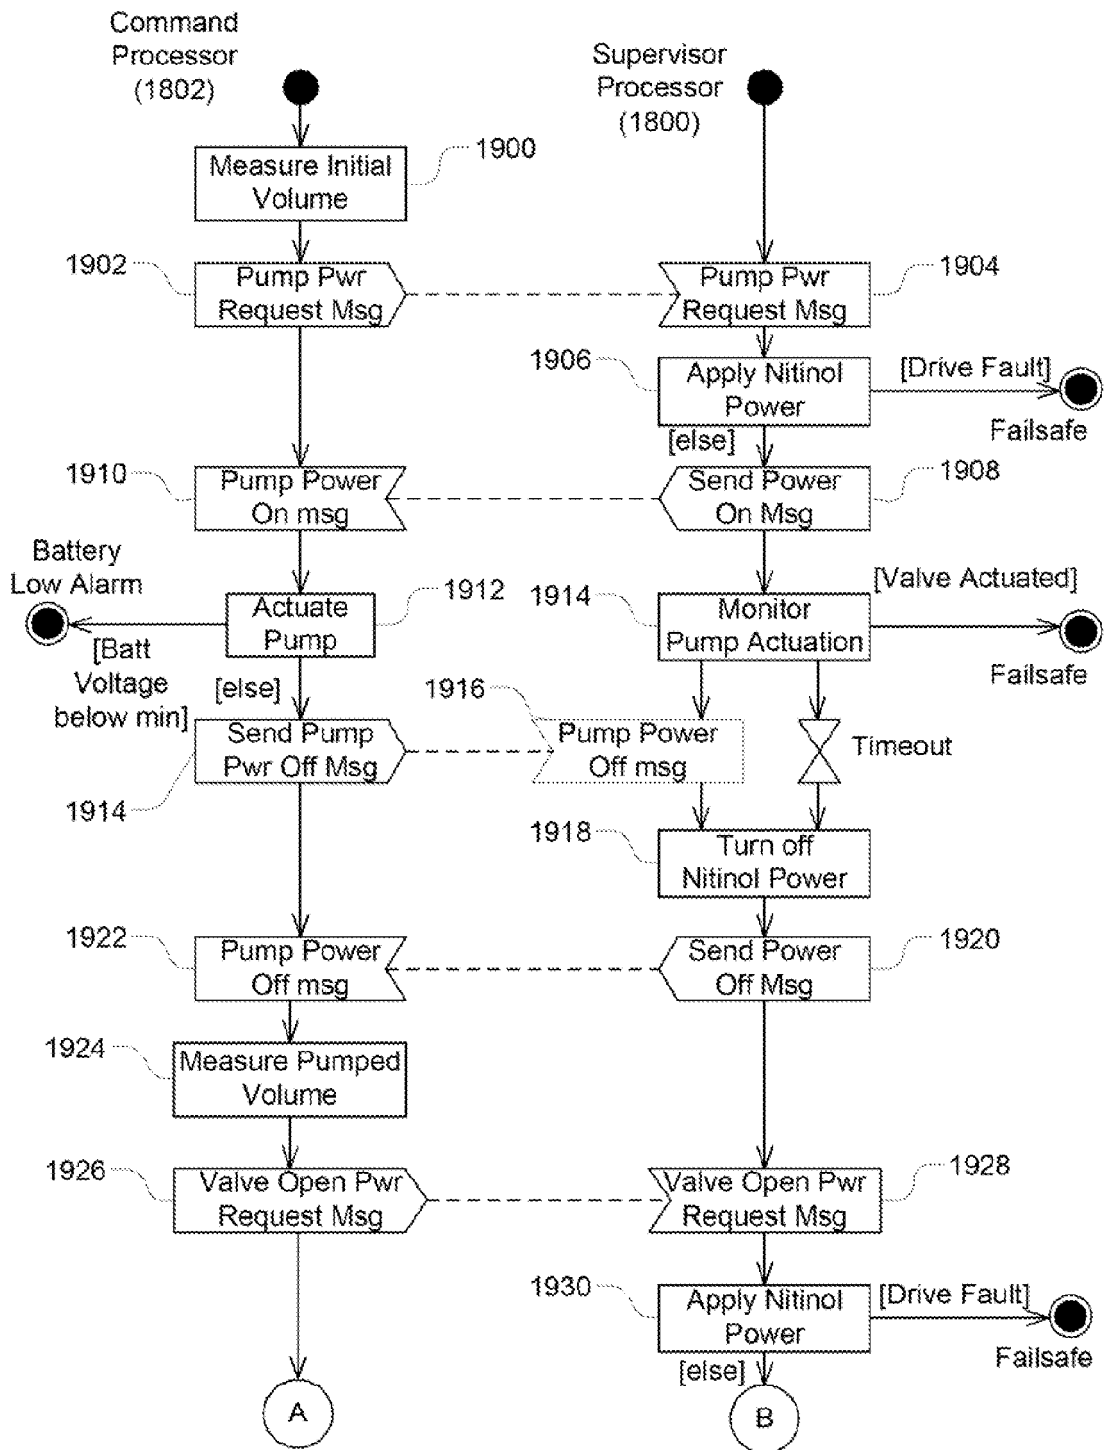 Command
Processor
(1802)
Supervisor
Processor
(1800)
Measure Initial
Volume
1900
1902
Pump Pwr
Request Msg
Pump Pwr
Request Msg
1904
1906
Apply Nitinol
Power
[Drive Fault]
Failsafe
[else]
1910
Pump Power
On msg
Send Power
On Msg
1908
Battery
Low Alarm
Actuate
Pump
1912
1914
Monitor
Pump Actuation
[Valve Actuated]
Failsafe
[Batt
Voltage
below min]
[else]
1916
Send Pump
Pwr Off Msg
1914
Pump Power
Off msg
Timeout
1918
Turn off
Nitinol Power
1922
Pump Power
Off msg
Send Power
Off Msg
1920
1924
Measure Pumped
Volume
1926
Valve Open Pwr
Request Msg
Valve Open Pwr
Request Msg
1928
1930
Apply Nitinol
Power
[Drive Fault]
Failsafe
[else]
A
B